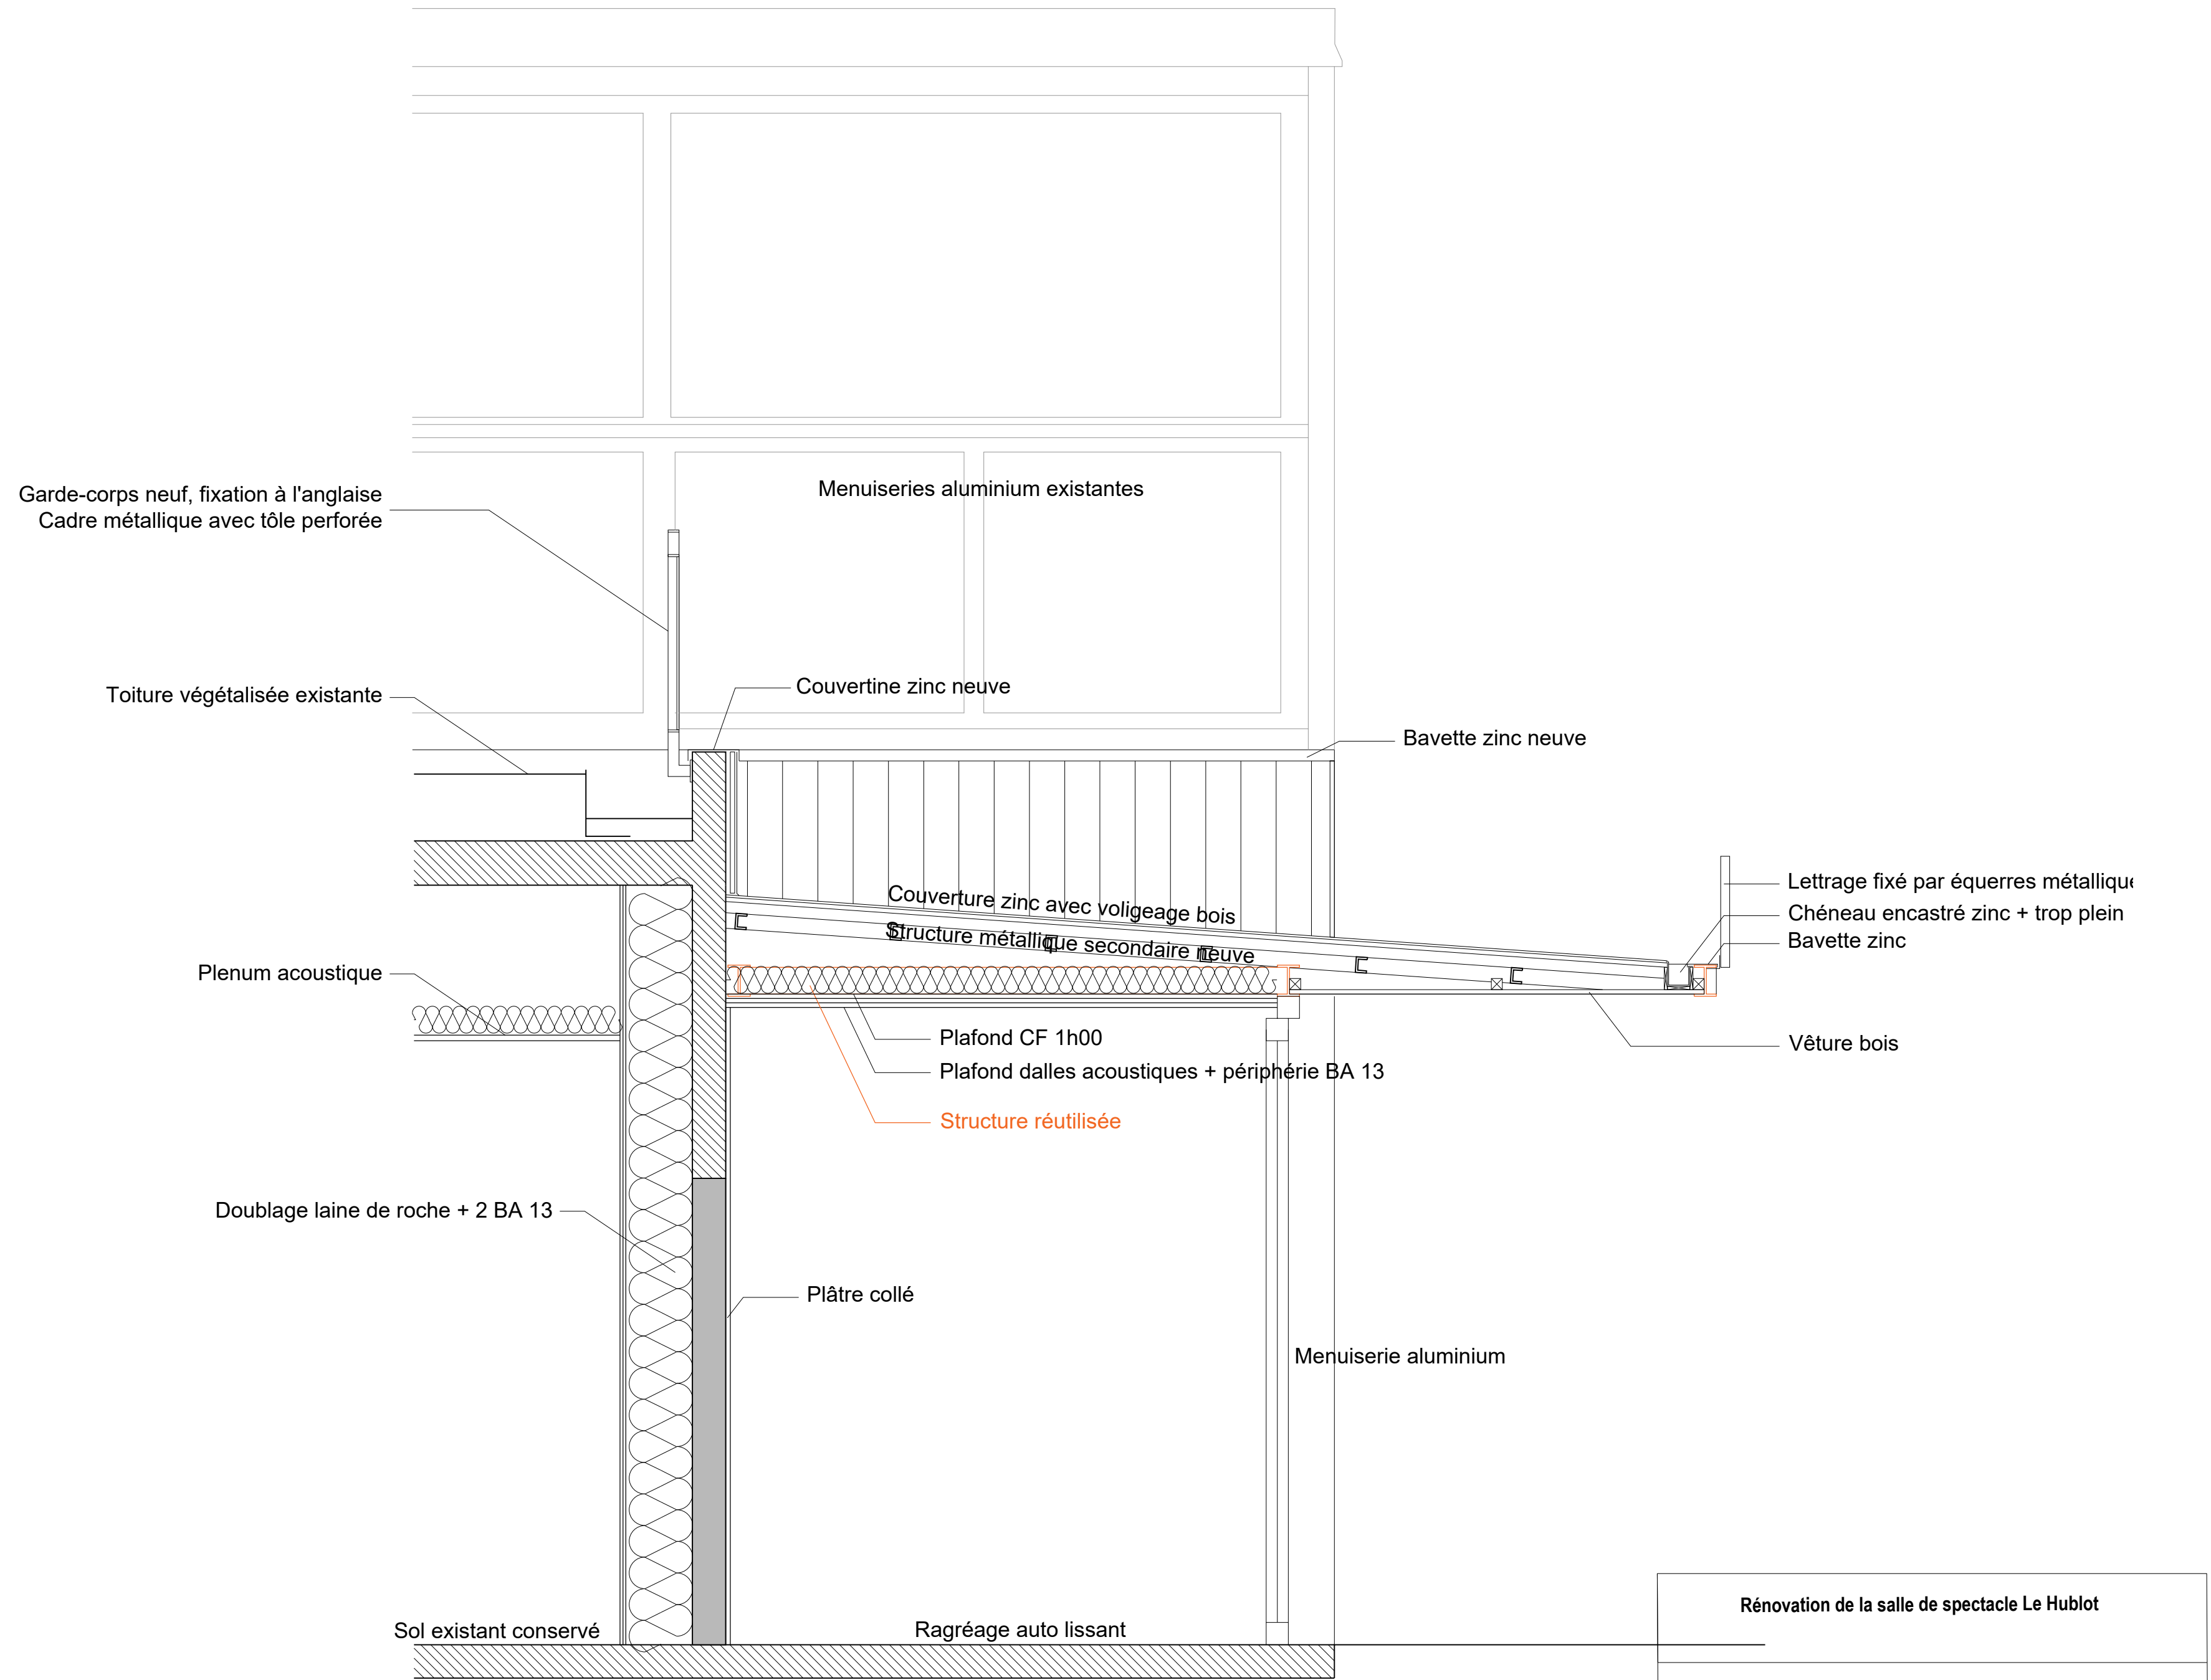 Garde-corps neuf, fixation à l'anglaise
Cadre métallique avec tôle perforée
Menuiseries aluminium existantes
Toiture végétalisée existante
Couvertine zinc neuve
Bavette zinc neuve
Couverture zinc avec voligeage bois
Structure métallique secondaire neuve
Lettrage fixé par équerres métallique
Chéneau encastré zinc + trop plein
Bavette zinc
Plenum acoustique
Vêture bois
Plafond CF 1h00
Plafond dalles acoustiques + périphérie BA 13
Structure réutilisée
Doublage laine de roche + 2 BA 13
Plâtre collé
Menuiserie aluminium
Sol existant conservé
Ragréage auto lissant
Rénovation de la salle de spectacle Le Hublot